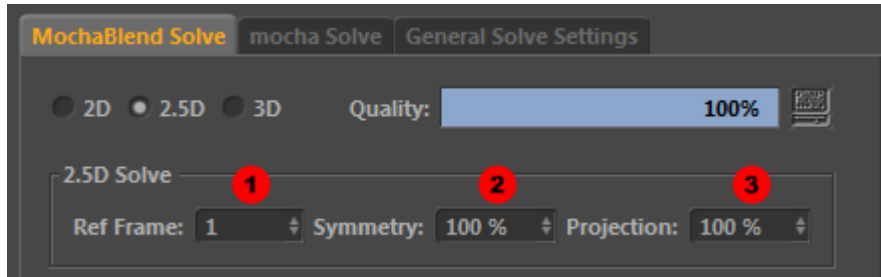 MochaBlend Solve mocha Solve General Solve Settings
2D 2.5D 3D Quality: 100%
2.5D Solve
1 2 3
Ref Frame: 1 Symmetry: 100 % Projection: 100 %